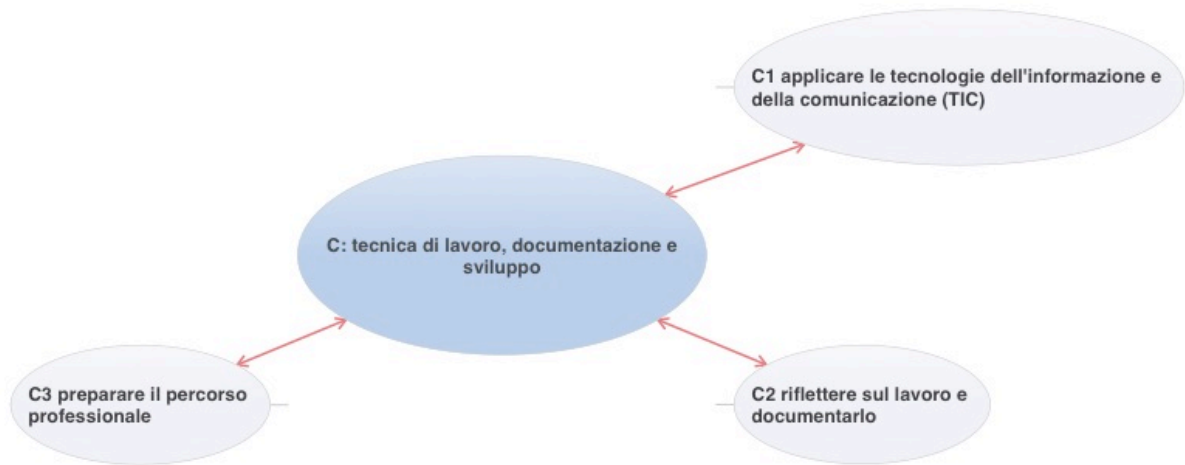 C1 applicare le tecnologie dell'informazione e
della comunicazione (TIC)
C: tecnica di lavoro, documentazione e
sviluppo
C3 preparare il percorso
professionale
C2 riflettere sul lavoro e
documentarlo